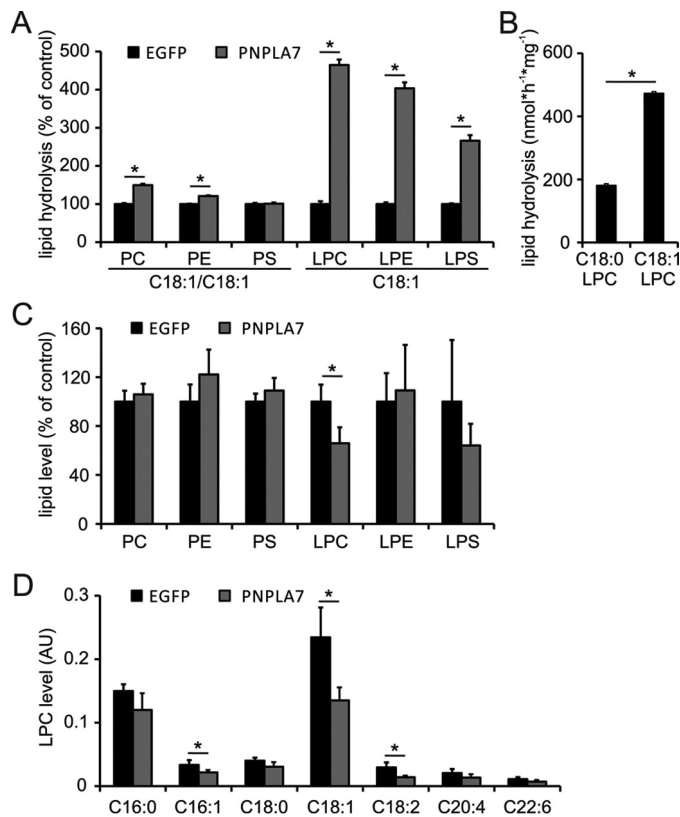 A
EGFP PNPLA7
lipid hydrolysis (% of control)
500
400
300
200
100
0
* * * * *
PC PE PS LPC LPE LPS
C18:1/C18:1 C18:1
B
lipid hydrolysis (nmol*h⁻¹*mg⁻¹)
600
400
200
0
*
C18:0 C18:1
LPC LPC
C
EGFP PNPLA7
lipid level (% of control)
160
120
80
40
0
*
PC PE PS LPC LPE LPS
D
EGFP PNPLA7
LPC level (AU)
0.3
0.2
0.1
0
* * *
C16:0 C16:1 C18:0 C18:1 C18:2 C20:4 C22:6